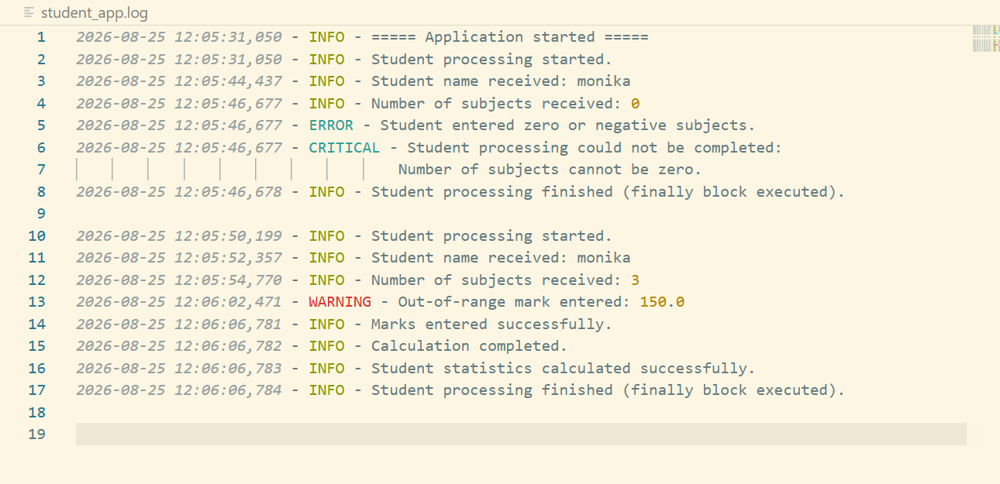 student_app.log
1 2026-08-25 12:05:31,050 - INFO - ===== Application started =====
2 2026-08-25 12:05:31,050 - INFO - Student processing started.
3 2026-08-25 12:05:44,437 - INFO - Student name received: monika
4 2026-08-25 12:05:46,677 - INFO - Number of subjects received: 0
5 2026-08-25 12:05:46,677 - ERROR - Student entered zero or negative subjects.
6 2026-08-25 12:05:46,677 - CRITICAL - Student processing could not be completed:
7 Number of subjects cannot be zero.
8 2026-08-25 12:05:46,678 - INFO - Student processing finished (finally block executed).
9
10 2026-08-25 12:05:50,199 - INFO - Student processing started.
11 2026-08-25 12:05:52,357 - INFO - Student name received: monika
12 2026-08-25 12:05:54,770 - INFO - Number of subjects received: 3
13 2026-08-25 12:06:02,471 - WARNING - Out-of-range mark entered: 150.0
14 2026-08-25 12:06:06,781 - INFO - Marks entered successfully.
15 2026-08-25 12:06:06,782 - INFO - Calculation completed.
16 2026-08-25 12:06:06,783 - INFO - Student statistics calculated successfully.
17 2026-08-25 12:06:06,784 - INFO - Student processing finished (finally block executed).
18
19